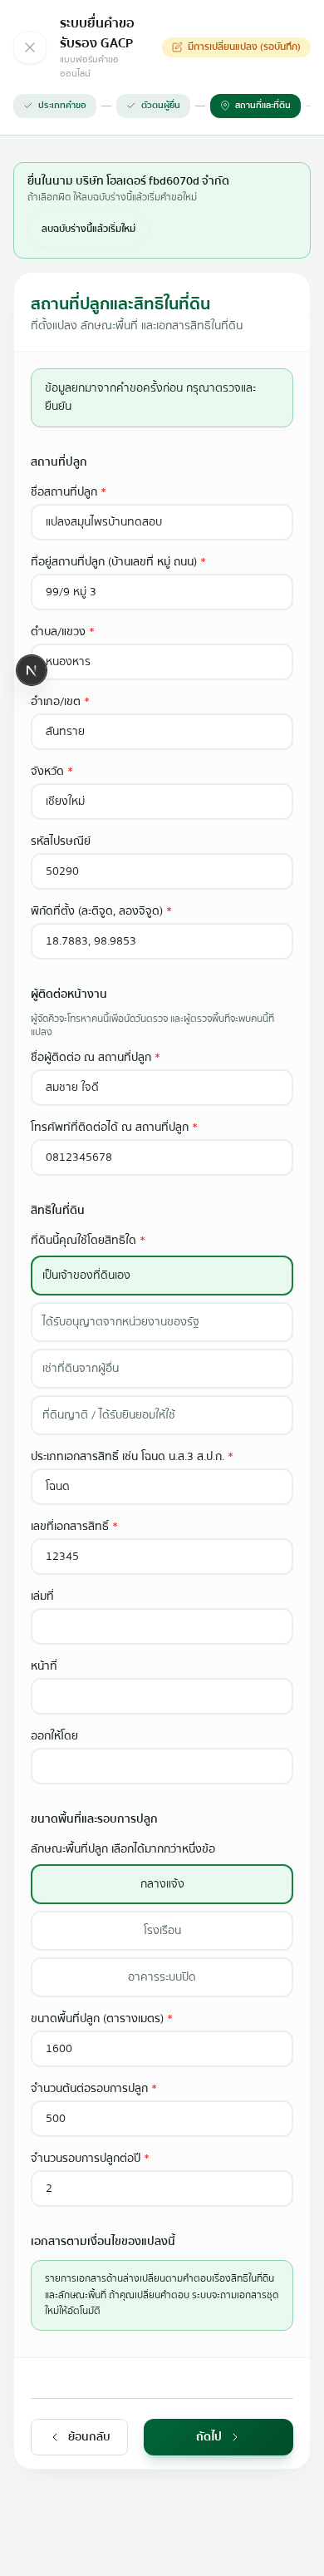 ระบบยื่นคำขอ
รับรอง GACP
แบบฟอร์มคำขอ
ออนไลน์
มีการเปลี่ยนแปลง (รอบันทึก)
ประเภทคำขอ
ตัวตนผู้ยื่น
สถานที่และที่ดิน
ยื่นในนาม บริษัท โฮลเดอร์ fbd6070d จำกัด
ถ้าเลือกผิด ให้ลบฉบับร่างนี้แล้วเริ่มคำขอใหม่
ลบฉบับร่างนี้แล้วเริ่มใหม่
สถานที่ปลูกและสิทธิในที่ดิน
ที่ตั้งแปลง ลักษณะพื้นที่ และเอกสารสิทธิในที่ดิน
ข้อมูลยกมาจากคำขอครั้งก่อน กรุณาตรวจและ
ยืนยัน
สถานที่ปลูก
ชื่อสถานที่ปลูก *
แปลงสมุนไพรบ้านทดสอบ
ที่อยู่สถานที่ปลูก (บ้านเลขที่ หมู่ ถนน) *
99/9 หมู่ 3
ตำบล/แขวง *
หนองหาร
อำเภอ/เขต *
สันทราย
จังหวัด *
เชียงใหม่
รหัสไปรษณีย์
50290
พิกัดที่ตั้ง (ละติจูด, ลองจิจูด) *
18.7883, 98.9853
ผู้ติดต่อหน้างาน
ผู้จัดคิวจะโทรหาคนนี้เพื่อนัดวันตรวจ และผู้ตรวจพื้นที่จะพบคนนี้ที่
แปลง
ชื่อผู้ติดต่อ ณ สถานที่ปลูก *
สมชาย ใจดี
โทรศัพท์ที่ติดต่อได้ ณ สถานที่ปลูก *
0812345678
สิทธิในที่ดิน
ที่ดินนี้คุณใช้โดยสิทธิใด *
เป็นเจ้าของที่ดินเอง
ได้รับอนุญาตจากหน่วยงานของรัฐ
เช่าที่ดินจากผู้อื่น
ที่ดินญาติ / ได้รับยินยอมให้ใช้
ประเภทเอกสารสิทธิ์ เช่น โฉนด น.ส.3 ส.ป.ก. *
โฉนด
เลขที่เอกสารสิทธิ์ *
12345
เล่มที่
หน้าที่
ออกให้โดย
ขนาดพื้นที่และรอบการปลูก
ลักษณะพื้นที่ปลูก เลือกได้มากกว่าหนึ่งข้อ
กลางแจ้ง
โรงเรือน
อาคารระบบปิด
ขนาดพื้นที่ปลูก (ตารางเมตร) *
1600
จำนวนต้นต่อรอบการปลูก *
500
จำนวนรอบการปลูกต่อปี *
2
เอกสารตามเงื่อนไขของแปลงนี้
รายการเอกสารด้านล่างเปลี่ยนตามคำตอบเรื่องสิทธิในที่ดิน
และลักษณะพื้นที่ ถ้าคุณเปลี่ยนคำตอบ ระบบจะถามเอกสารชุด
ใหม่ให้อัตโนมัติ
ย้อนกลับ
ถัดไป